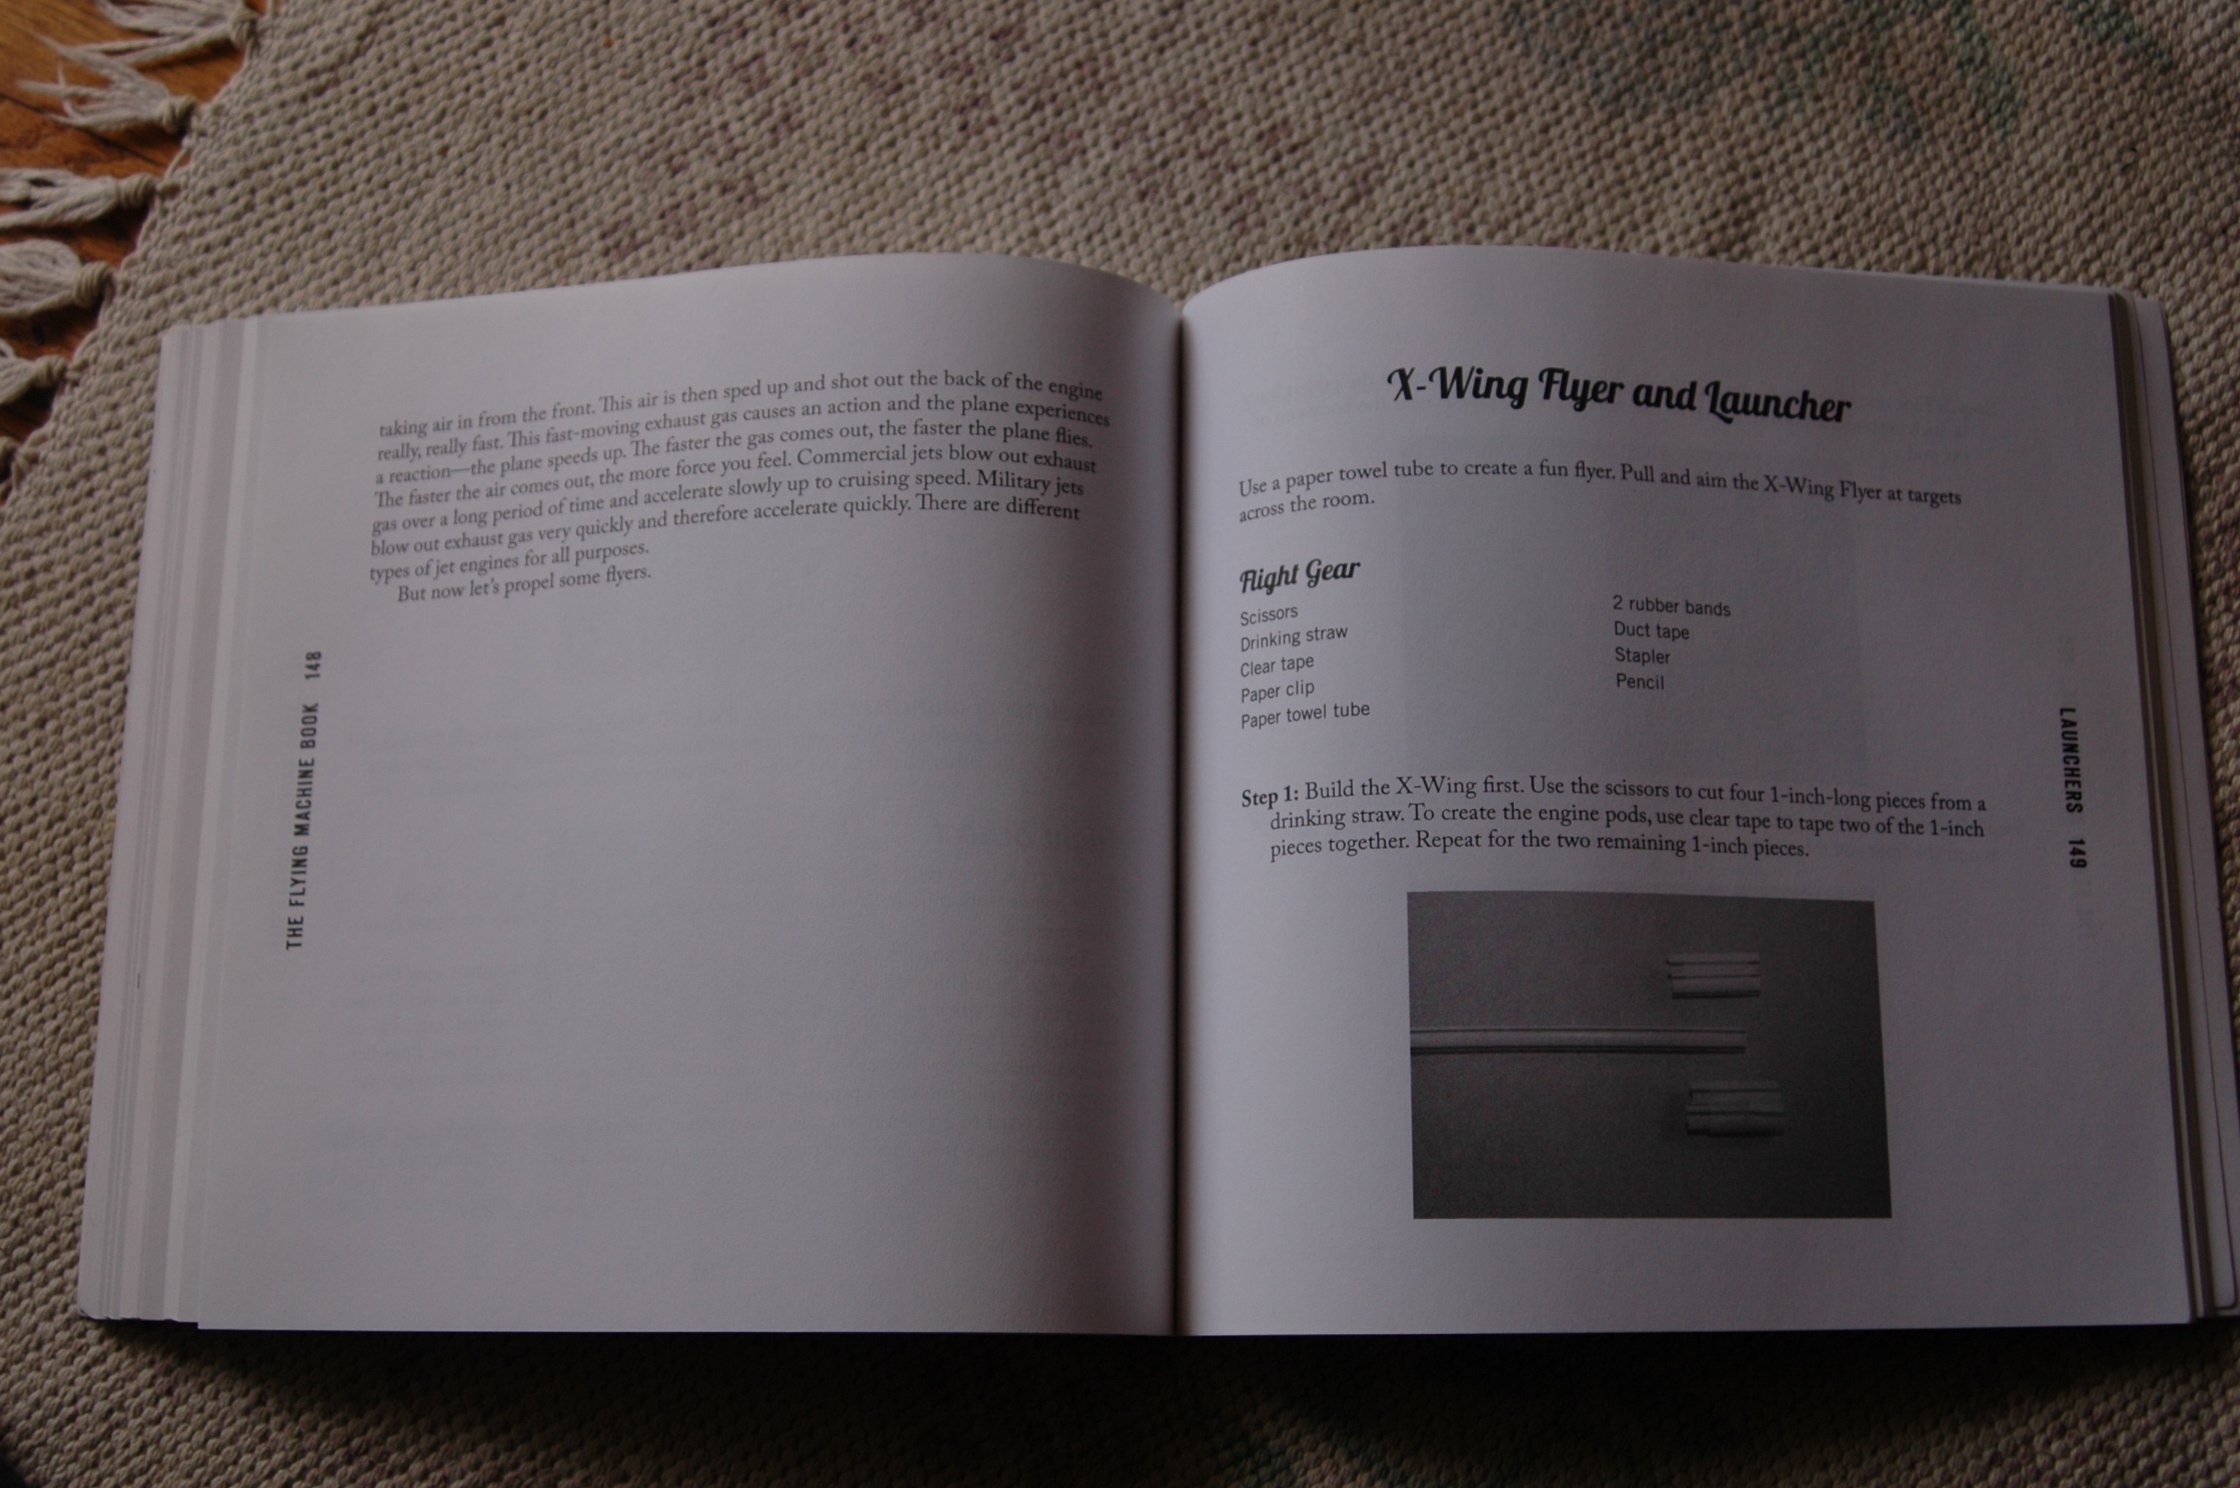 taking air in from the front. This air is then sped up and shot out the back of the engine
really, really fast. This fast-moving exhaust gas causes an action and the plane experiences
a reaction—the plane speeds up. The faster the gas comes out, the faster the plane flies.
The faster the air comes out, the more force you feel. Commercial jets blow out exhaust
gas over a long period of time and accelerate slowly up to cruising speed. Military jets
blow out exhaust gas very quickly and therefore accelerate quickly. There are different
types of jet engines for all purposes.
But now let's propel some flyers.
THE FLYING MACHINE BOOK 148
X-Wing Flyer and Launcher
Use a paper towel tube to create a fun flyer. Pull and aim the X-Wing Flyer at targets
across the room.
Flight Gear
Scissors
Drinking straw
Clear tape
Paper clip
Paper towel tube
2 rubber bands
Duct tape
Stapler
Pencil
Step 1: Build the X-Wing first. Use the scissors to cut four 1-inch-long pieces from a
drinking straw. To create the engine pods, use clear tape to tape two of the 1-inch
pieces together. Repeat for the two remaining 1-inch pieces.
LAUNCHERS 149